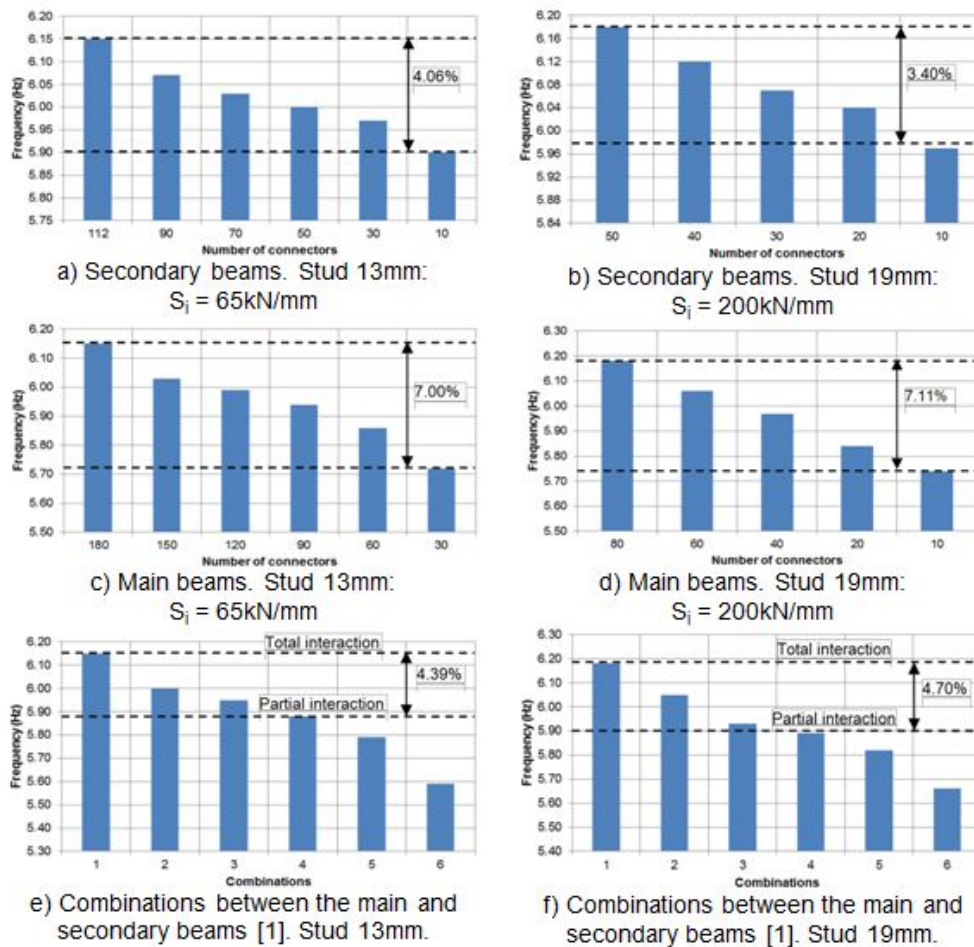 6.20
6.15
6.10
6.05
6.00
5.95
5.90
5.85
5.80
5.75
Frequency (Hz)
4.06%
112 90 70 50 30 10
Number of connectors
a) Secondary beams. Stud 13mm:
Si = 65kN/mm
6.20
6.16
6.12
6.08
6.04
6.00
5.96
5.92
5.88
5.84
Frequency (Hz)
3.40%
50 40 30 20 10
Number of connectors
b) Secondary beams. Stud 19mm:
Si = 200kN/mm
6.20
6.10
6.00
5.90
5.80
5.70
5.60
5.50
Frequency (Hz)
7.00%
180 150 120 90 60 30
Number of connectors
c) Main beams. Stud 13mm:
Si = 65kN/mm
6.30
6.20
6.10
6.00
5.90
5.80
5.70
5.60
5.50
Frequency (Hz)
7.11%
80 60 40 20 10
Number of connectors
d) Main beams. Stud 19mm:
Si = 200kN/mm
6.20
6.10
6.00
5.90
5.80
5.70
5.60
5.50
5.40
5.30
Frequency (Hz)
Total interaction
4.39%
Partial interaction
1 2 3 4 5 6
Combinations
e) Combinations between the main and
secondary beams [1]. Stud 13mm.
6.30
6.20
6.10
6.00
5.90
5.80
5.70
5.60
5.50
5.40
Frequency (Hz)
Total interaction
4.70%
Partial interaction
1 2 3 4 5 6
Combinations
f) Combinations between the main and
secondary beams [1]. Stud 19mm.